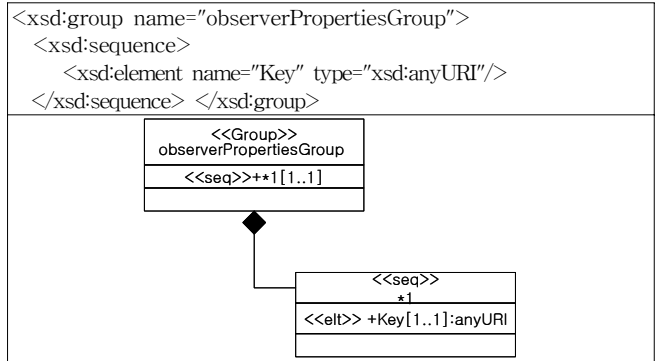 <xsd:group name="observerPropertiesGroup">
<xsd:sequence>
<xsd:element name="Key" type="xsd:anyURI"/>
</xsd:sequence> </xsd:group>
<<Group>>
observerPropertiesGroup
<<seq>>+*1[1..1]
<<seq>>
*1
<<elt>> +Key[1..1]:anyURI